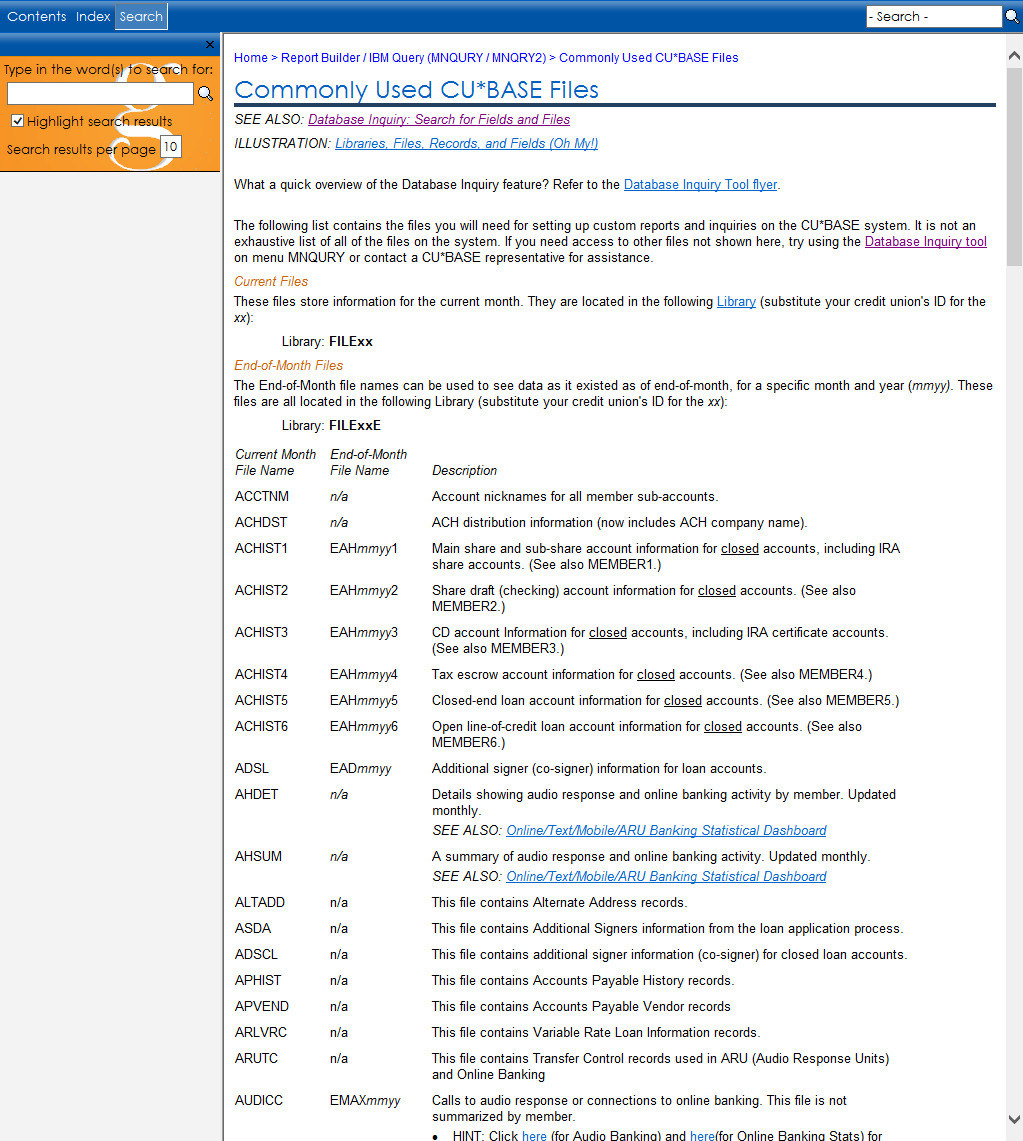 Contents Index Search
- Search -
Type in the word(s) to search for:
Highlight search results
Search results per page 10
Home > Report Builder / IBM Query (MNQURY / MNQRY2) > Commonly Used CU*BASE Files
Commonly Used CU*BASE Files
SEE ALSO: Database Inquiry: Search for Fields and Files
ILLUSTRATION: Libraries, Files, Records, and Fields (Oh My!)
What a quick overview of the Database Inquiry feature? Refer to the Database Inquiry Tool flyer.
The following list contains the files you will need for setting up custom reports and inquiries on the CU*BASE system. It is not an
exhaustive list of all of the files on the system. If you need access to other files not shown here, try using the Database Inquiry tool
on menu MNQURY or contact a CU*BASE representative for assistance.
Current Files
These files store information for the current month. They are located in the following Library (substitute your credit union's ID for the
xx):
Library: FILExx
End-of-Month Files
The End-of-Month file names can be used to see data as it existed as of end-of-month, for a specific month and year (mmyy). These
files are all located in the following Library (substitute your credit union's ID for the xx):
Library: FILExxE
Current Month End-of-Month
File Name File Name Description
ACCTNM n/a Account nicknames for all member sub-accounts.
ACHDST n/a ACH distribution information (now includes ACH company name).
ACHIST1 EAHmmyy1 Main share and sub-share account information for closed accounts, including IRA
share accounts. (See also MEMBER1.)
ACHIST2 EAHmmyy2 Share draft (checking) account information for closed accounts. (See also
MEMBER2.)
ACHIST3 EAHmmyy3 CD account Information for closed accounts, including IRA certificate accounts.
(See also MEMBER3.)
ACHIST4 EAHmmyy4 Tax escrow account information for closed accounts. (See also MEMBER4.)
ACHIST5 EAHmmyy5 Closed-end loan account information for closed accounts. (See also MEMBER5.)
ACHIST6 EAHmmyy6 Open line-of-credit loan account information for closed accounts. (See also
MEMBER6.)
ADSL EADmmyy Additional signer (co-signer) information for loan accounts.
AHDET n/a Details showing audio response and online banking activity by member. Updated
monthly.
SEE ALSO: Online/Text/Mobile/ARU Banking Statistical Dashboard
AHSUM n/a A summary of audio response and online banking activity. Updated monthly.
SEE ALSO: Online/Text/Mobile/ARU Banking Statistical Dashboard
ALTADD n/a This file contains Alternate Address records.
ASDA n/a This file contains Additional Signers information from the loan application process.
ADSCL n/a This file contains additional signer information (co-signer) for closed loan accounts.
APHIST n/a This file contains Accounts Payable History records.
APVEND n/a This file contains Accounts Payable Vendor records
ARLVRC n/a This file contains Variable Rate Loan Information records.
ARUTC n/a This file contains Transfer Control records used in ARU (Audio Response Units)
and Online Banking
AUDICC EMAXmmyy Calls to audio response or connections to online banking. This file is not
summarized by member.
• HINT: Click here (for Audio Banking) and here(for Online Banking Stats) for